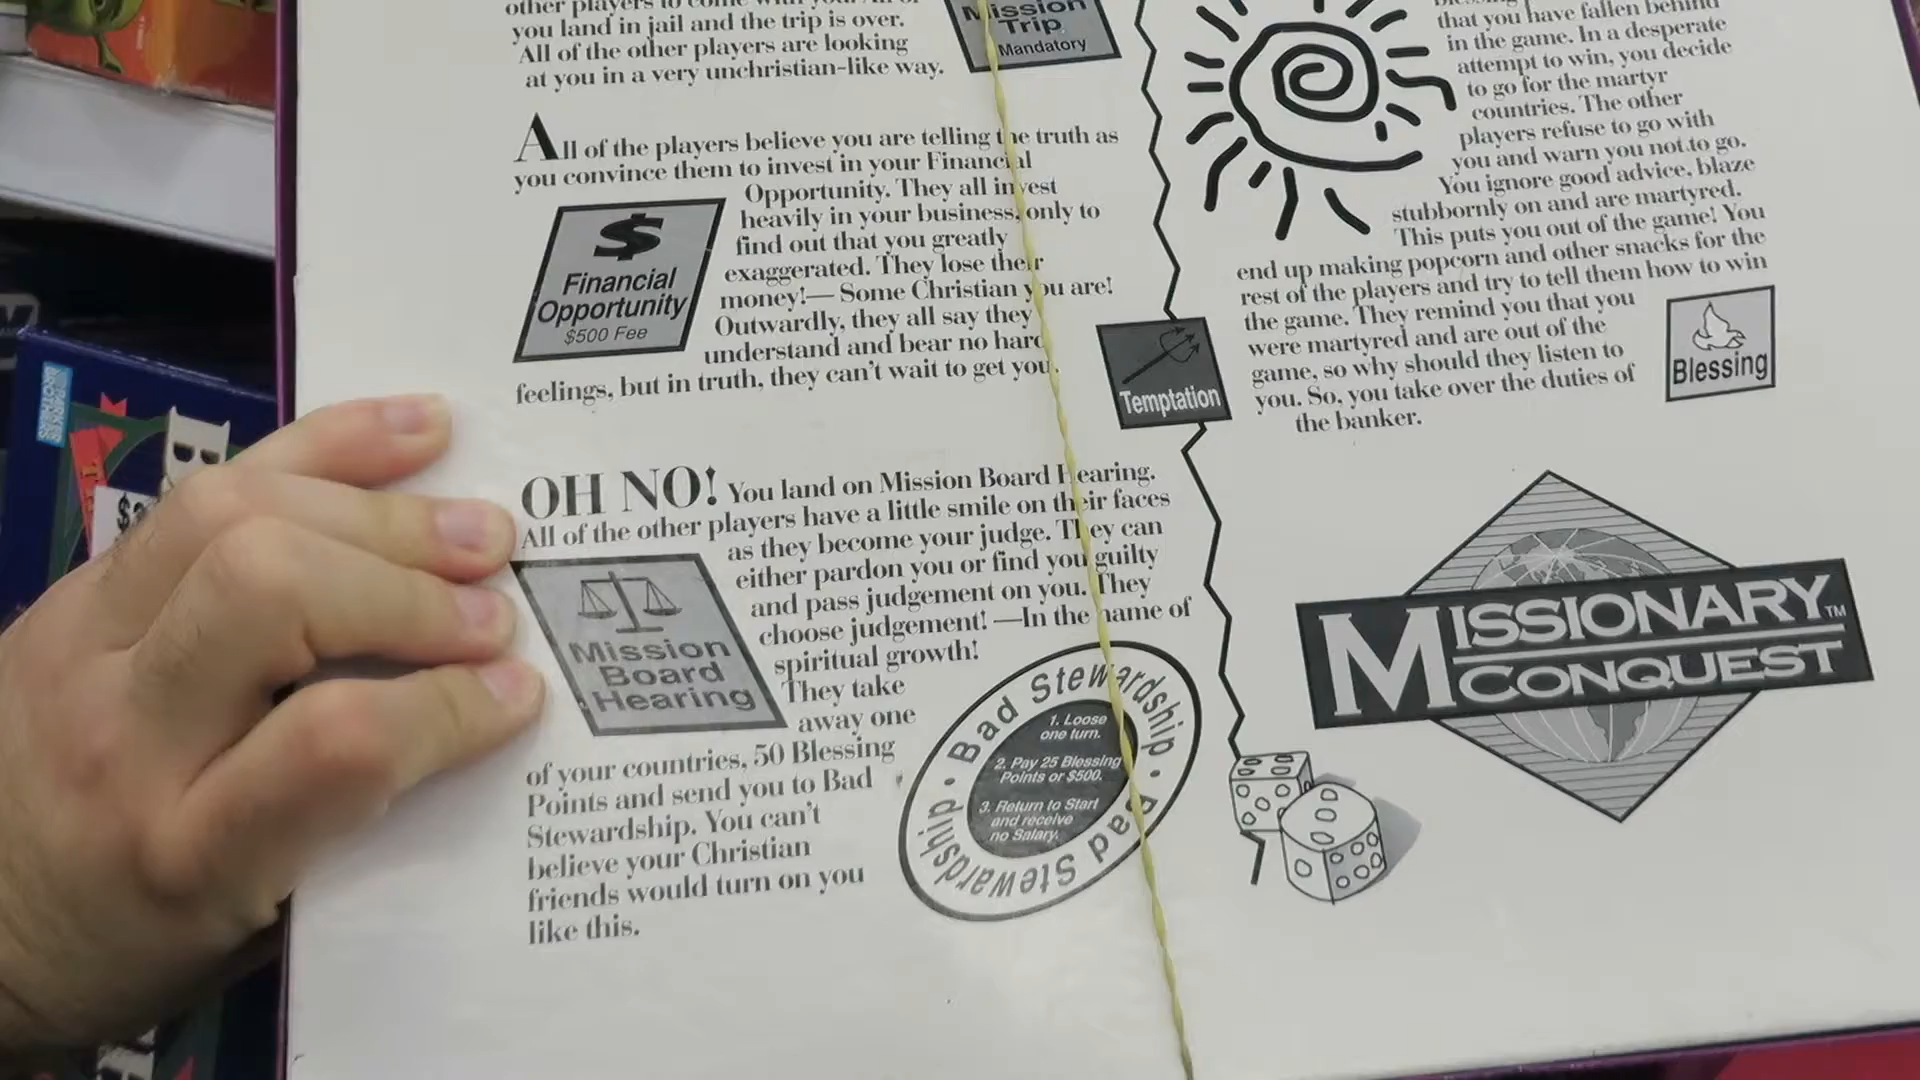 you land in jail and the trip is over.
All of the other players are looking
at you in a very unchristian-like way.
Mission
Trip
Mandatory
All of the players believe you are telling the truth as
you convince them to invest in your Financial
Opportunity. They all invest
heavily in your business, only to
find out that you greatly
exaggerated. They lose their
money!— Some Christian you are!
Outwardly, they all say they
understand and bear no hard
feelings, but in truth, they can't wait to get you.
$
Financial
Opportunity
$500 Fee
OH NO! You land on Mission Board Hearing.
All of the other players have a little smile on their faces
as they become your judge. They can
either pardon you or find you guilty
and pass judgement on you. They
choose judgement! —In the name of
spiritual growth!
They take
away one
of your countries, 50 Blessing
Points and send you to Bad
Stewardship. You can't
believe your Christian
friends would turn on you
like this.
Mission
Board
Hearing
Bad Stewardship · Bad Stewardship ·
1. Loose
one turn.
2. Pay 25 Blessing
Points or $500.
3. Return to Start
and receive
no Salary.
Temptation
that you have fallen behind
in the game. In a desperate
attempt to win, you decide
to go for the martyr
countries. The other
players refuse to go with
you and warn you not to go.
You ignore good advice, blaze
stubbornly on and are martyred.
This puts you out of the game! You
end up making popcorn and other snacks for the
rest of the players and try to tell them how to win
the game. They remind you that you
were martyred and are out of the
game, so why should they listen to
you. So, you take over the duties of
the banker.
Blessing
MISSIONARY™
CONQUEST
PARKER
BROTHERS